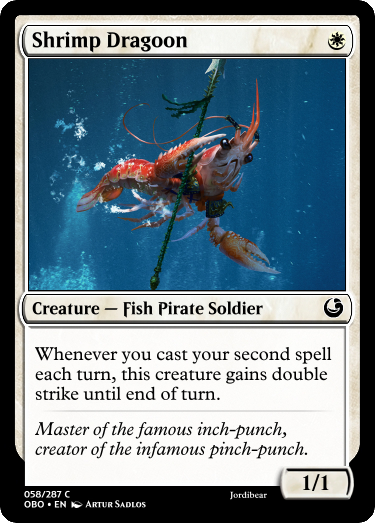 Shrimp Dragoon
Creature — Fish Pirate Soldier
Whenever you cast your second spell
each turn, this creature gains double
strike until end of turn.
Master of the famous inch-punch,
creator of the infamous pinch-punch.
1/1
058/287 C
OBO • EN Artur Sadlos
Jordibear